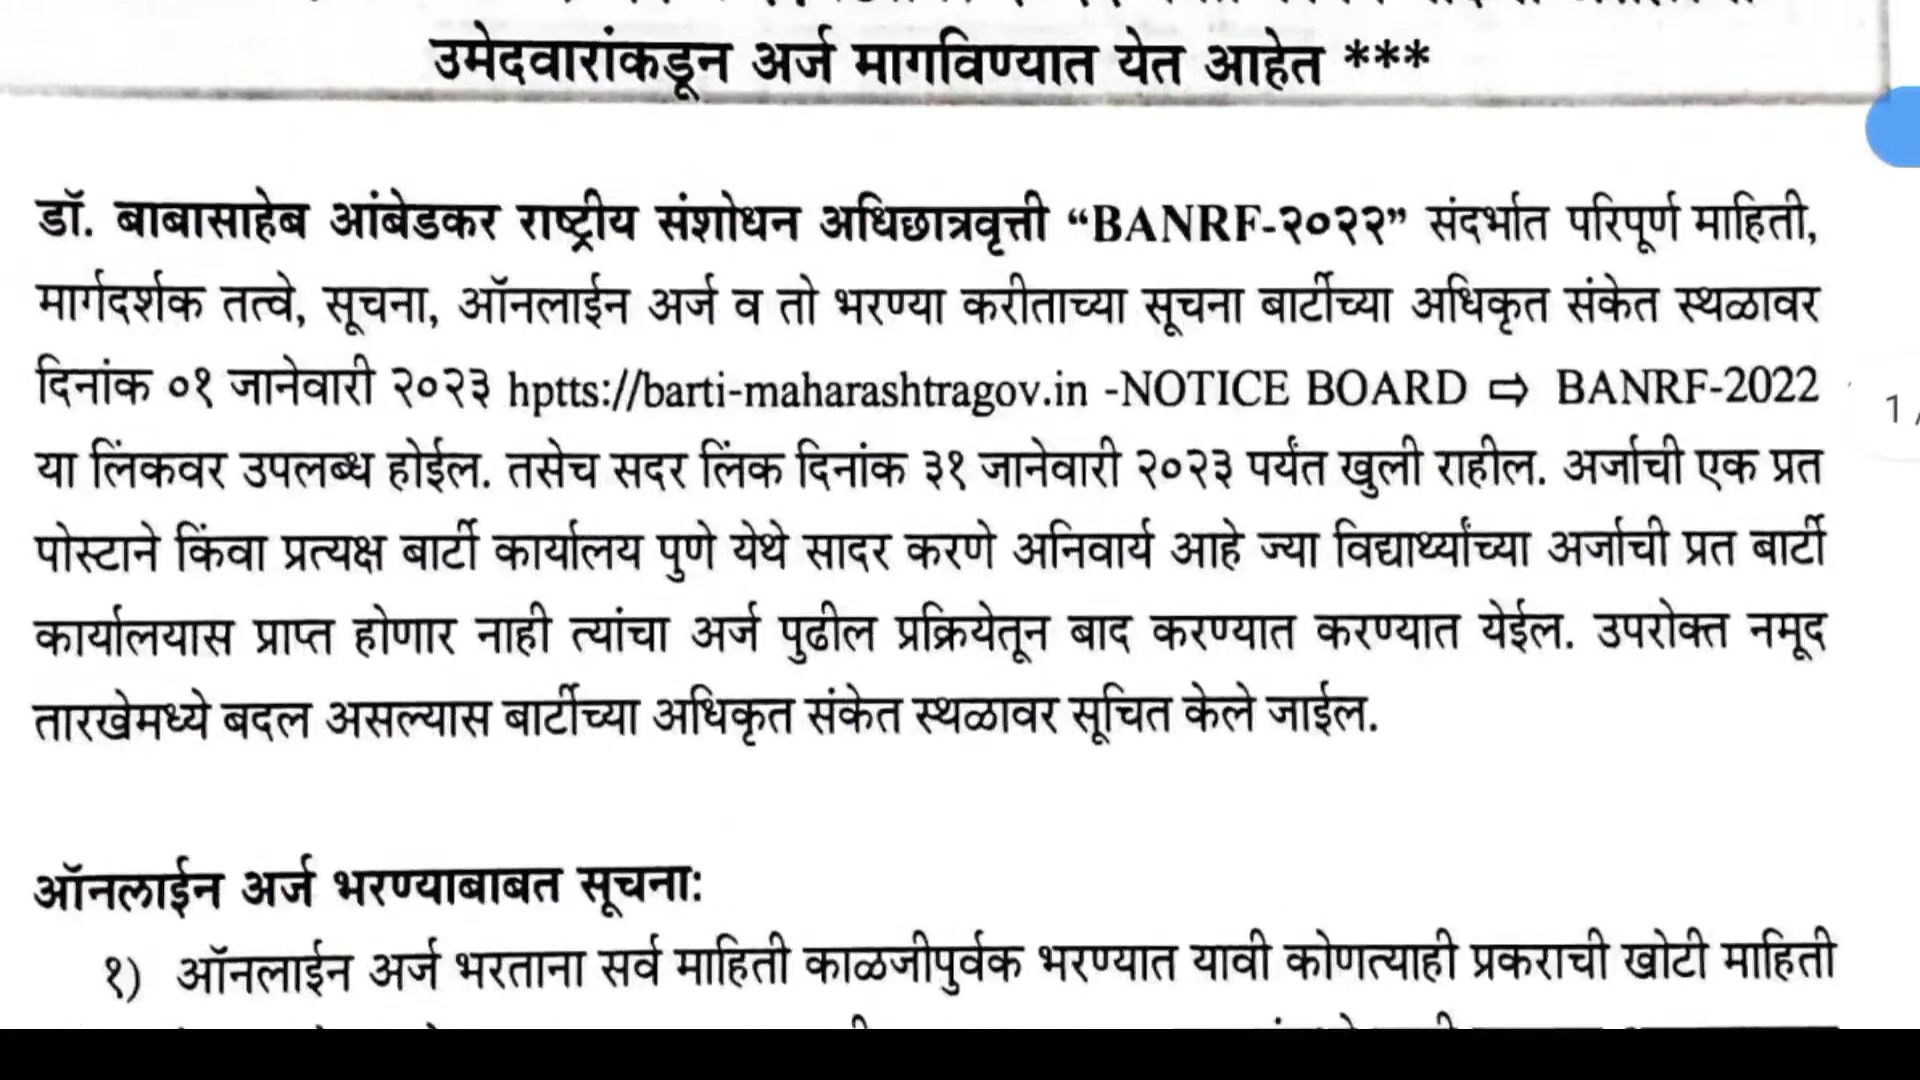 उमेदवारांकडून अर्ज मागविण्यात येत आहेत ***
डॉ. बाबासाहेब आंबेडकर राष्ट्रीय संशोधन अधिछात्रवृत्ती “BANRF-२०२२” संदर्भात परिपूर्ण माहिती,
मार्गदर्शक तत्वे, सूचना, ऑनलाईन अर्ज व तो भरण्या करीताच्या सूचना बार्टीच्या अधिकृत संकेत स्थळावर
दिनांक ०१ जानेवारी २०२३ hptts://barti-maharashtragov.in -NOTICE BOARD ⇨ BANRF-2022
या लिंकवर उपलब्ध होईल. तसेच सदर लिंक दिनांक ३१ जानेवारी २०२३ पर्यंत खुली राहील. अर्जाची एक प्रत
पोस्टाने किंवा प्रत्यक्ष बार्टी कार्यालय पुणे येथे सादर करणे अनिवार्य आहे ज्या विद्यार्थ्यांच्या अर्जाची प्रत बार्टी
कार्यालयास प्राप्त होणार नाही त्यांचा अर्ज पुढील प्रक्रियेतून बाद करण्यात करण्यात येईल. उपरोक्त नमूद
तारखेमध्ये बदल असल्यास बार्टीच्या अधिकृत संकेत स्थळावर सूचित केले जाईल.
ऑनलाईन अर्ज भरण्याबाबत सूचना:
१) ऑनलाईन अर्ज भरताना सर्व माहिती काळजीपुर्वक भरण्यात यावी कोणत्याही प्रकाराची खोटी माहिती
1 /